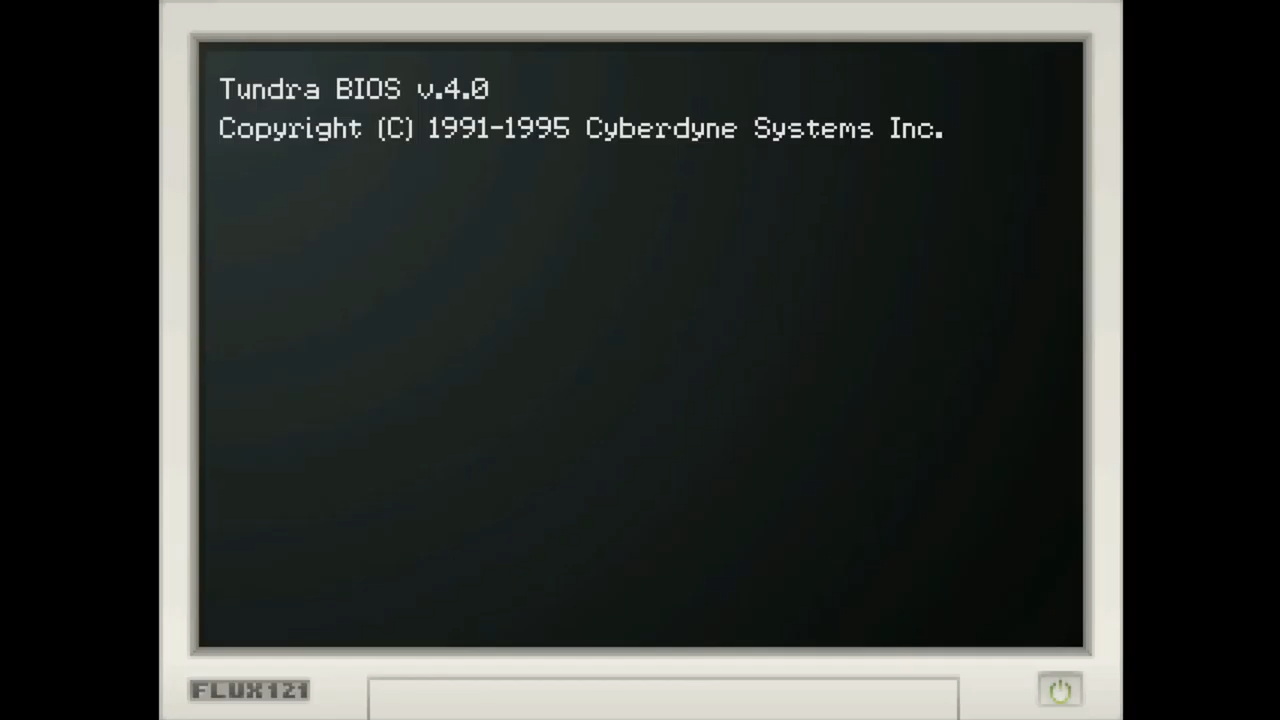 Tundra BIOS v.4.0
Copyright (C) 1991-1995 Cyberdyne Systems Inc.
FLUX121